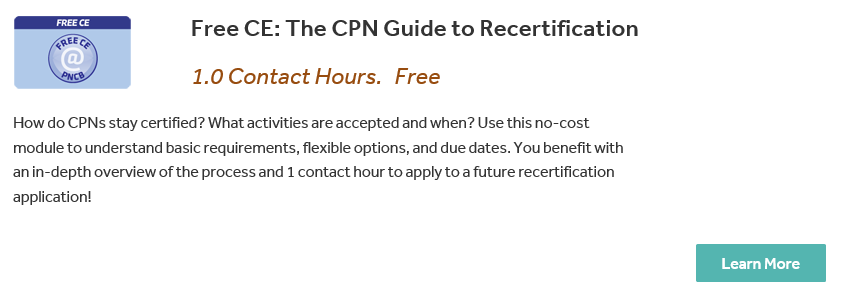 FREE CE
FREE CE
@
PNCB
Free CE: The CPN Guide to Recertification
1.0 Contact Hours. Free
How do CPNs stay certified? What activities are accepted and when? Use this no-cost
module to understand basic requirements, flexible options, and due dates. You benefit with
an in-depth overview of the process and 1 contact hour to apply to a future recertification
application!
Learn More